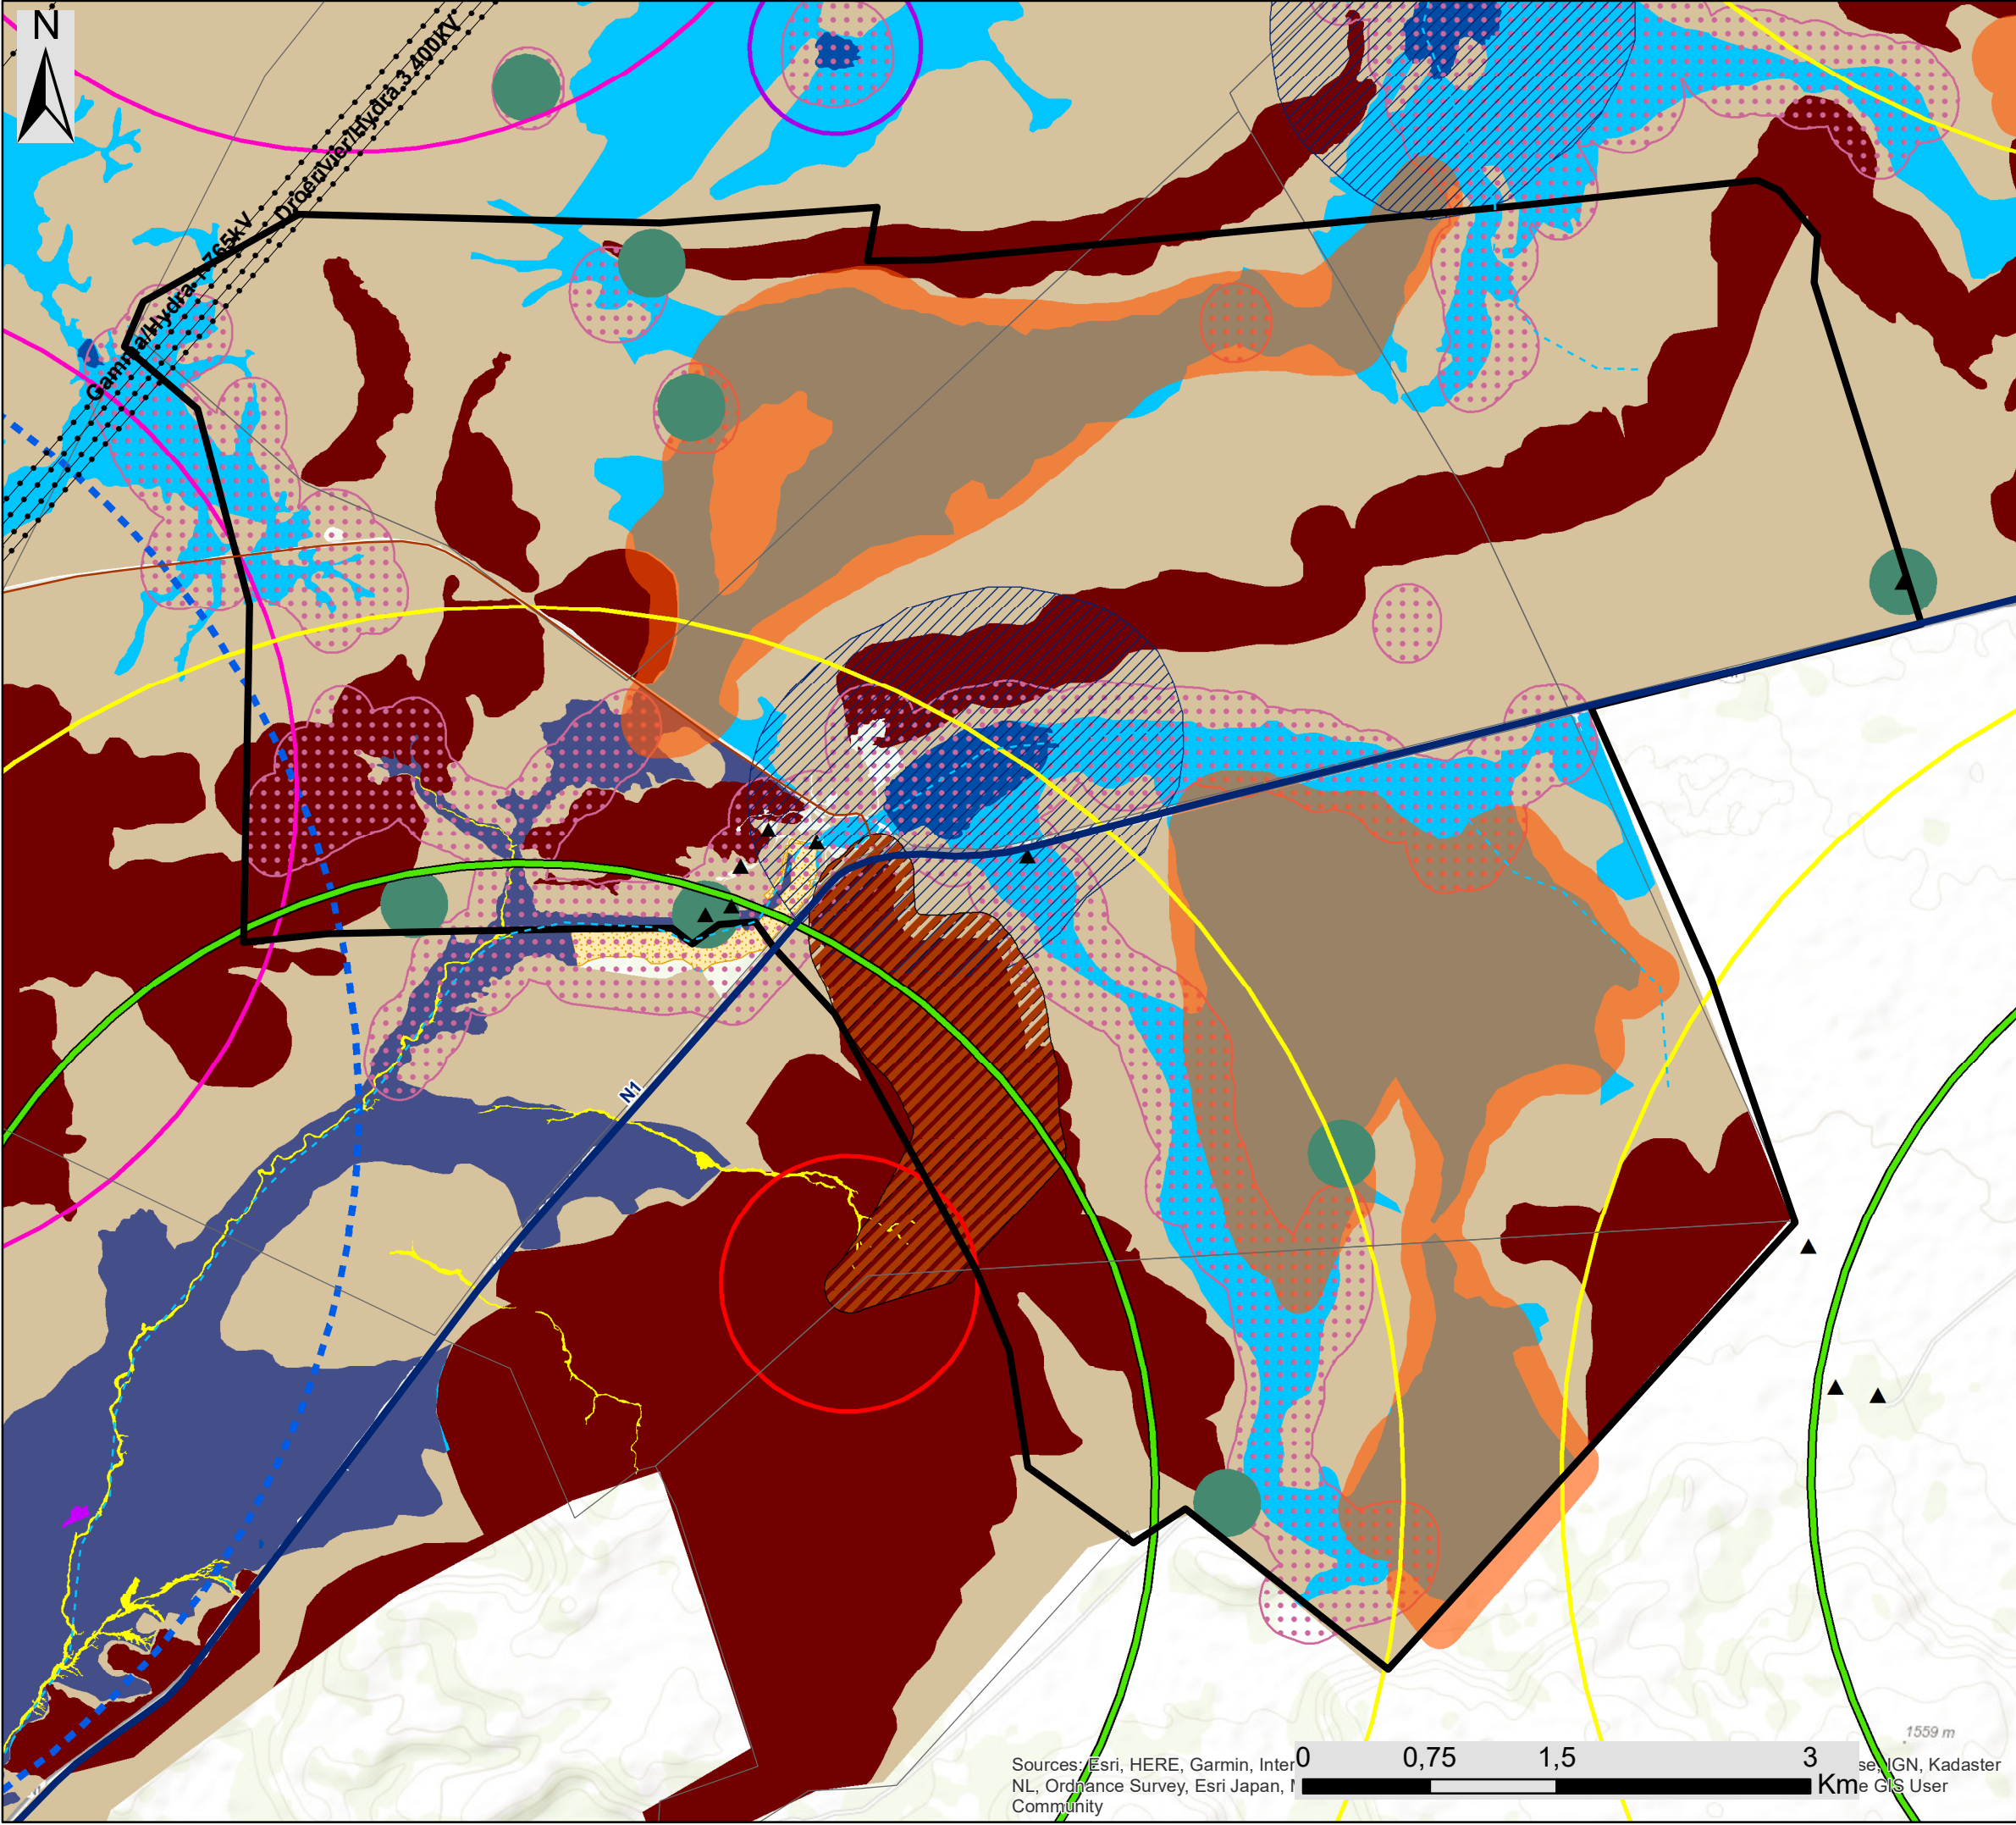 N
Droerivier/Hydra 3 400KV
Gamma/Hydra 1 765kV
N1
1559 m
0 0,75 1,5 3
Km
Sources: Esri, HERE, Garmin, IGN, Kadaster
NL, Ordnance Survey, Esri Japan, GIS User
Community